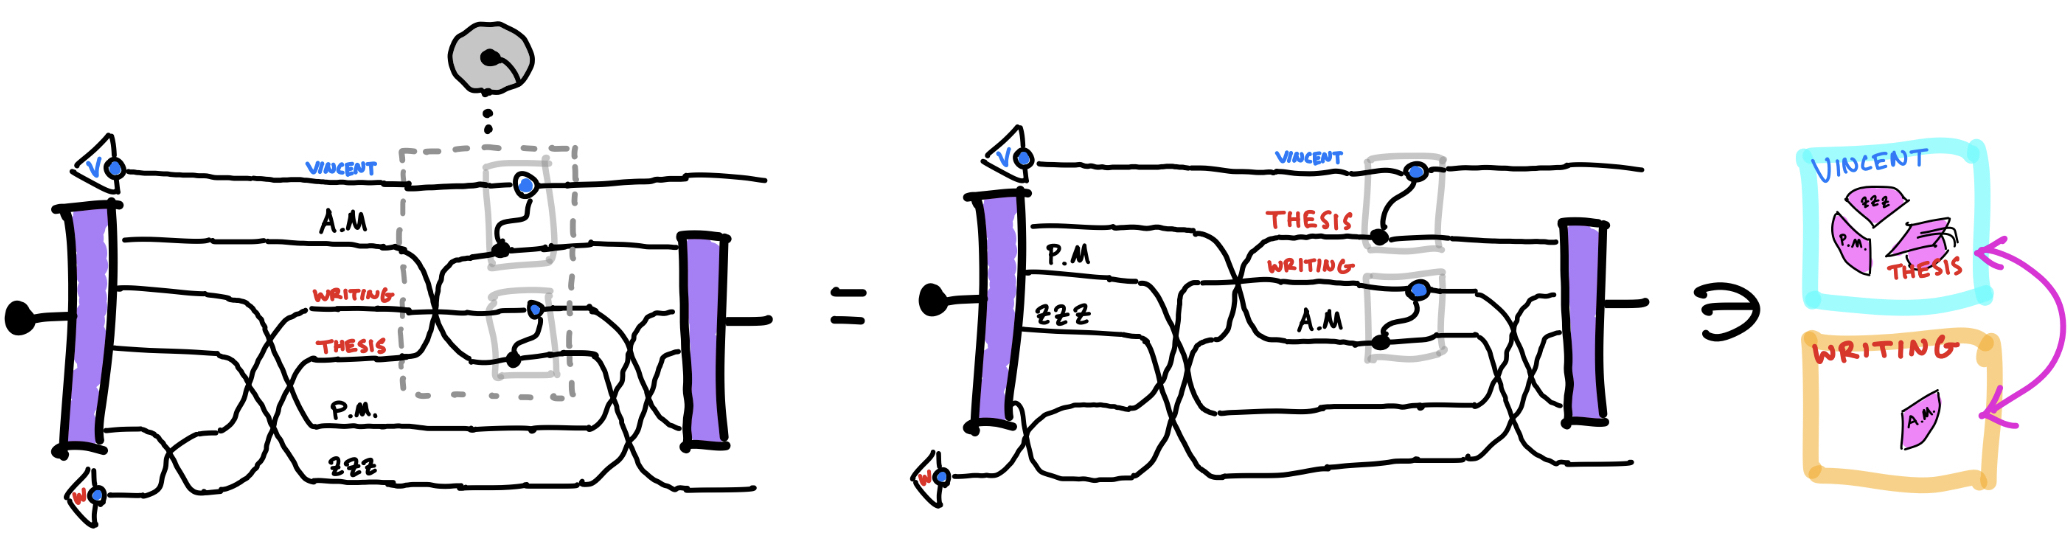 V
VINCENT
A.M
WRITING
THESIS
P.M.
ZZZ
W
=
V
VINCENT
THESIS
P.M
WRITING
ZZZ
A.M
W
VINCENT
ZZZ
P.M.
THESIS
WRITING
A.M.